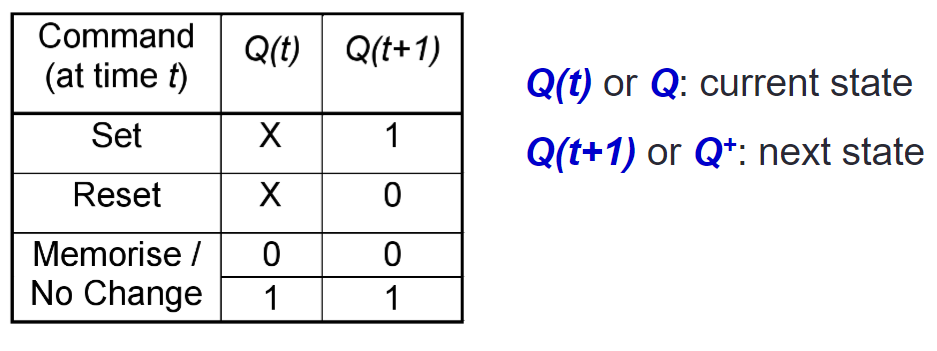 Command (at time t) Q(t) Q(t+1)
Set X 1
Reset X 0
Memorise / No Change 0 0
1 1
Q(t) or Q: current state
Q(t+1) or Q+: next state